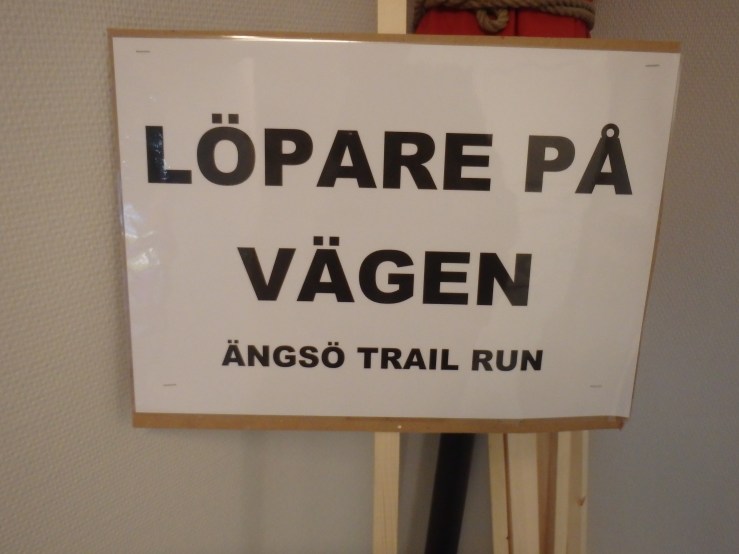 LÖPARE PÅ
VÄGEN
ÄNGSÖ TRAIL RUN